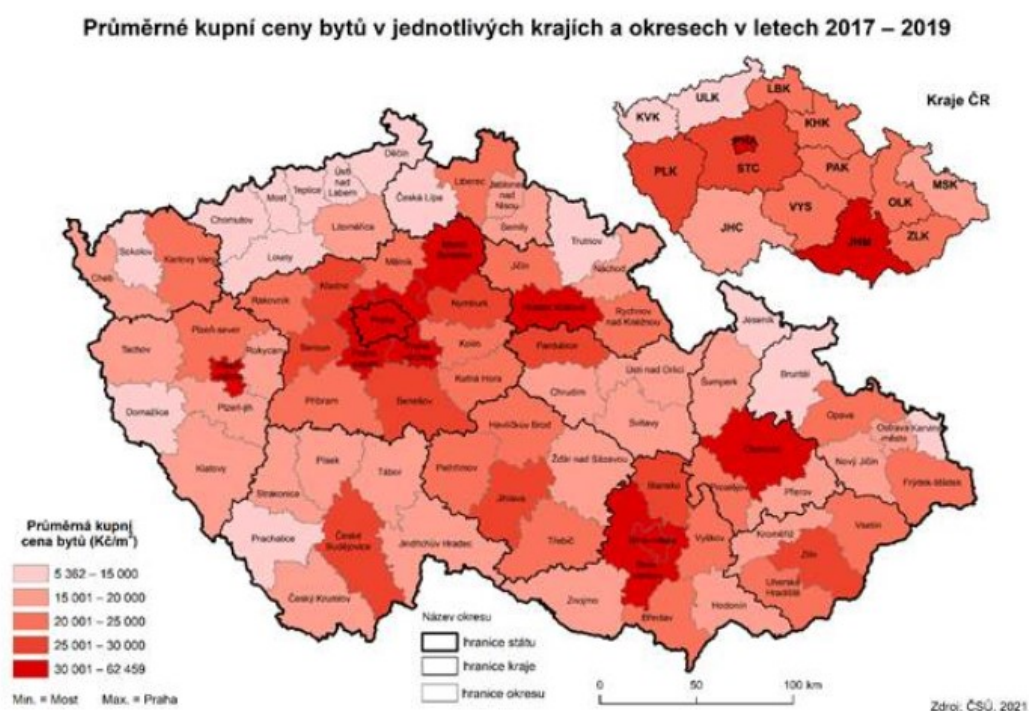 Průměrné kupní ceny bytů v jednotlivých krajích a okresech v letech 2017 – 2019
Kraje ČR
LBK
ULK
KVK
KHK
PLK
STC
PAK
MSK
VYS
OLK
JHC
JHM
ZLK
Děčín
Ústí nad Labem
Teplice
Most
Chomutov
Louny
Litoměřice
Česká Lípa
Liberec
Jablonec nad Nisou
Semily
Trutnov
Náchod
Jičín
Sokolov
Karlovy Vary
Cheb
Mělník
Kladno
Rakovník
Nymburk
Rychnov nad Kněžnou
Praha
Kolín
Pardubice
Beroun
Plzeň-sever
Rokycany
Tachov
Kutná Hora
Ústí nad Orlicí
Chrudim
Jeseník
Bruntál
Šumperk
Domažlice
Plzeň-jih
Příbram
Benešov
Svitavy
Havlíčkův Brod
Opava
Ostrava-město
Karviná
Olomouc
Klatovy
Písek
Tábor
Pelhřimov
Žďár nad Sázavou
Nový Jičín
Frýdek-Místek
Strakonice
Jihlava
Blansko
Prostějov
Přerov
Prachatice
České Budějovice
Jindřichův Hradec
Třebíč
Vyškov
Kroměříž
Vsetín
Zlín
Uherské Hradiště
Český Krumlov
Znojmo
Hodonín
Břeclav
Průměrná kupní
cena bytů (Kč/m²)
5 362 – 15 000
15 001 – 20 000
20 001 – 25 000
25 001 – 30 000
30 001 – 62 459
Min. = Most Max. = Praha
Název okresu
hranice státu
hranice kraje
hranice okresu
0 50 100 km
Zdroj: ČSÚ, 2021